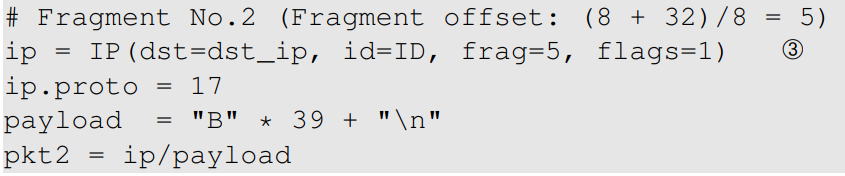 # Fragment No.2 (Fragment offset: (8 + 32)/8 = 5)
ip = IP(dst=dst_ip, id=ID, frag=5, flags=1) ③
ip.proto = 17
payload = "B" * 39 + "\n"
pkt2 = ip/payload